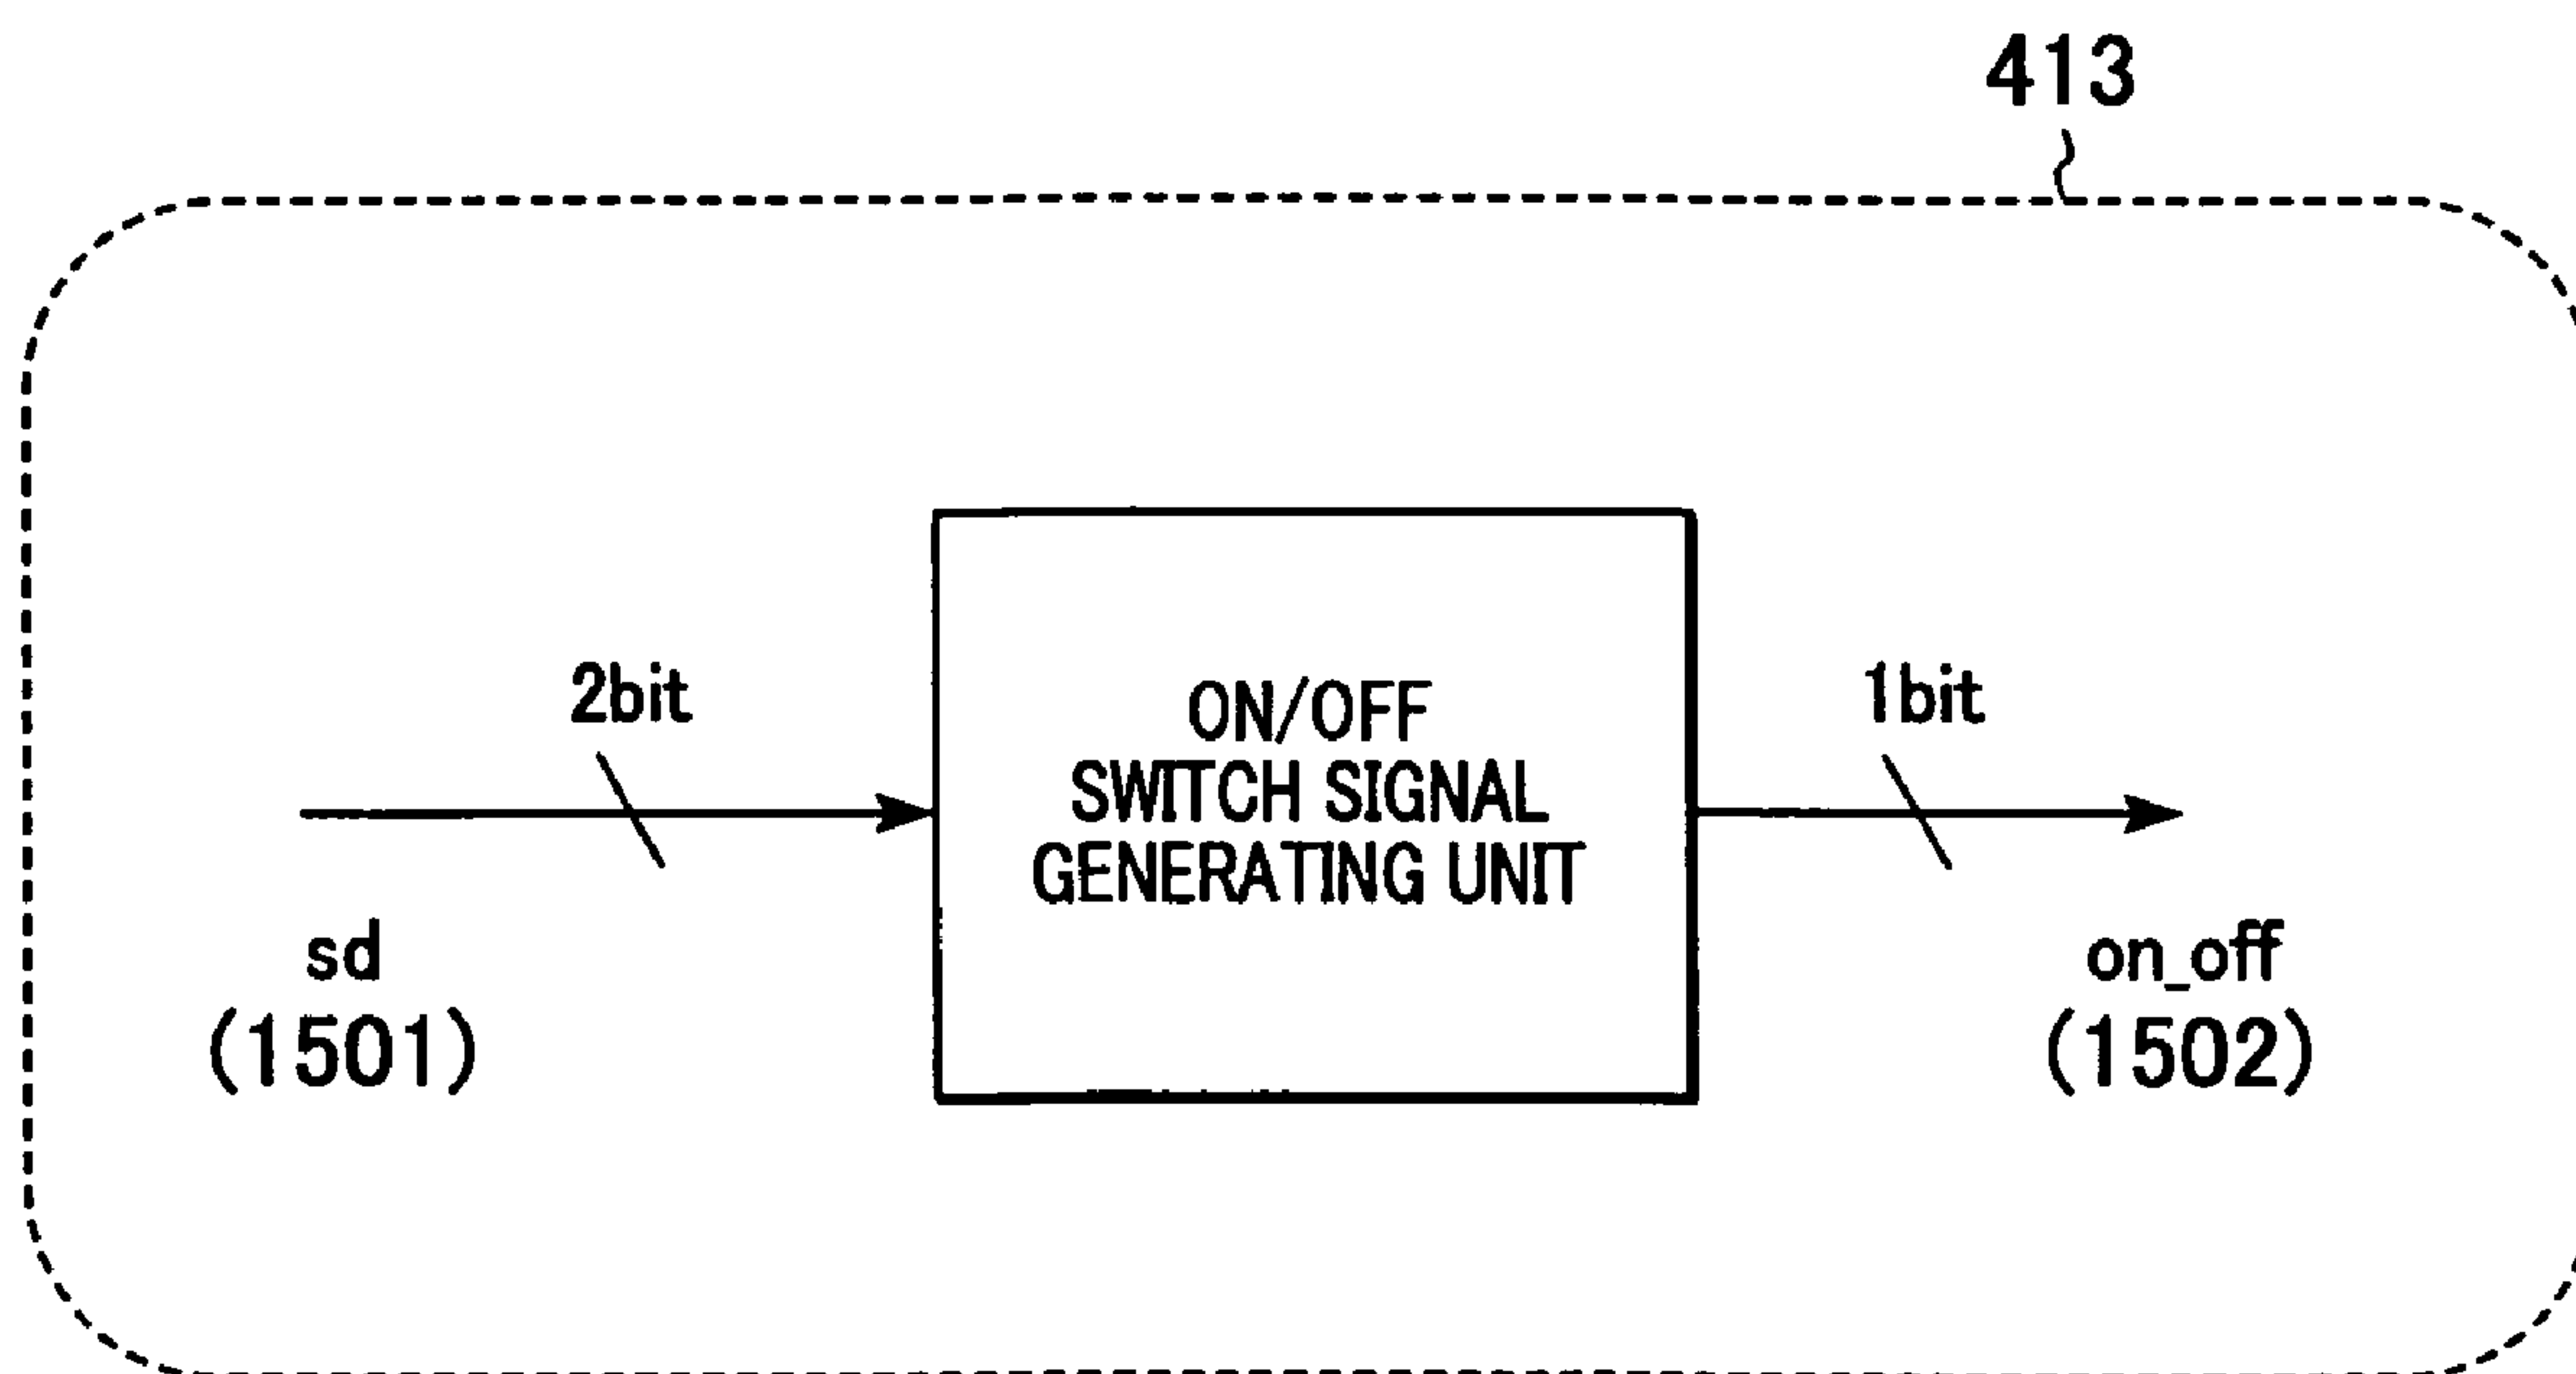 413
2bit
1bit
ON/OFF
SWITCH SIGNAL
GENERATING UNIT
sd
(1501)
on_off
(1502)